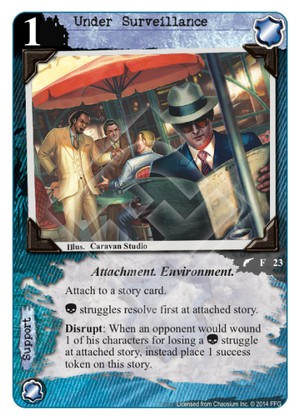 1
Under Surveillance
Illus. Caravan Studio
F 23
Attachment. Environment.
Attach to a story card.
struggles resolve first at attached story.
Disrupt: When an opponent would wound
1 of his characters for losing a struggle
at attached story, instead place 1 success
token on this story.
Support
Licensed from Chaosium Inc. © 2014 FFG